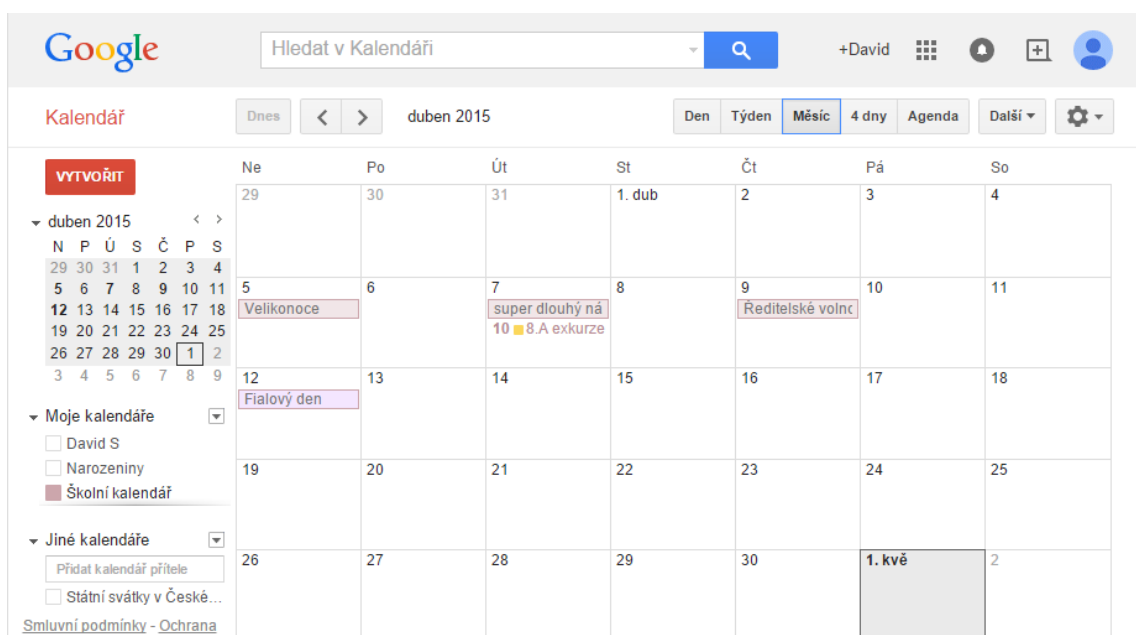 Google
Hledat v Kalendáři
+David
Kalendář
Dnes
duben 2015
Den Týden Měsíc 4 dny Agenda
Další
VYTVOŘIT
duben 2015
N P Ú S Č P S
29 30 31 1 2 3 4
5 6 7 8 9 10 11
12 13 14 15 16 17 18
19 20 21 22 23 24 25
26 27 28 29 30 1 2
3 4 5 6 7 8 9
Moje kalendáře
David S
Narozeniny
Školní kalendář
Jiné kalendáře
Přidat kalendář přítele
Státní svátky v České...
Smluvní podmínky - Ochrana
Ne Po Út St Čt Pá So
29 30 31 1. dub 2 3 4
5 6 7 8 9 10 11
Velikonoce super dlouhý ná Ředitelské volno
10 8.A exkurze
12 13 14 15 16 17 18
Fialový den
19 20 21 22 23 24 25
26 27 28 29 30 1. kvě 2